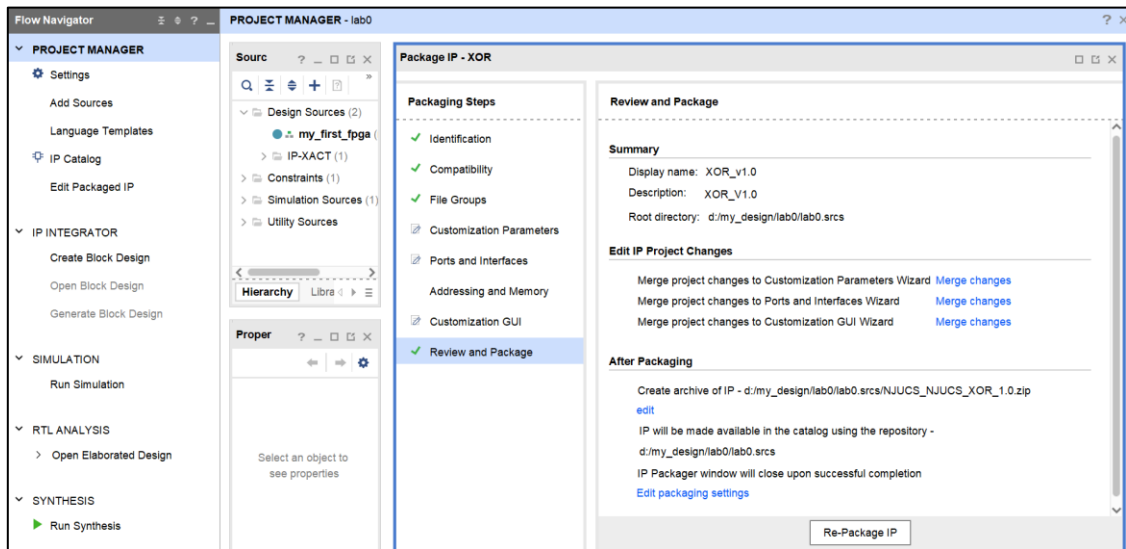 Flow Navigator
PROJECT MANAGER
Settings
Add Sources
Language Templates
IP Catalog
Edit Packaged IP
IP INTEGRATOR
Create Block Design
Open Block Design
Generate Block Design
SIMULATION
Run Simulation
RTL ANALYSIS
Open Elaborated Design
SYNTHESIS
Run Synthesis
PROJECT MANAGER - lab0
Sourc
Design Sources (2)
my_first_fpga (
IP-XACT (1)
Constraints (1)
Simulation Sources (1)
Utility Sources
Hierarchy Libra
Proper
Select an object to
see properties
Package IP - XOR
Packaging Steps
Identification
Compatibility
File Groups
Customization Parameters
Ports and Interfaces
Addressing and Memory
Customization GUI
Review and Package
Review and Package
Summary
Display name: XOR_v1.0
Description: XOR_V1.0
Root directory: d:/my_design/lab0/lab0.srcs
Edit IP Project Changes
Merge project changes to Customization Parameters Wizard Merge changes
Merge project changes to Ports and Interfaces Wizard Merge changes
Merge project changes to Customization GUI Wizard Merge changes
After Packaging
Create archive of IP - d:/my_design/lab0/lab0.srcs/NJUCS_NJUCS_XOR_1.0.zip
edit
IP will be made available in the catalog using the repository -
d:/my_design/lab0/lab0.srcs
IP Packager window will close upon successful completion
Edit packaging settings
Re-Package IP